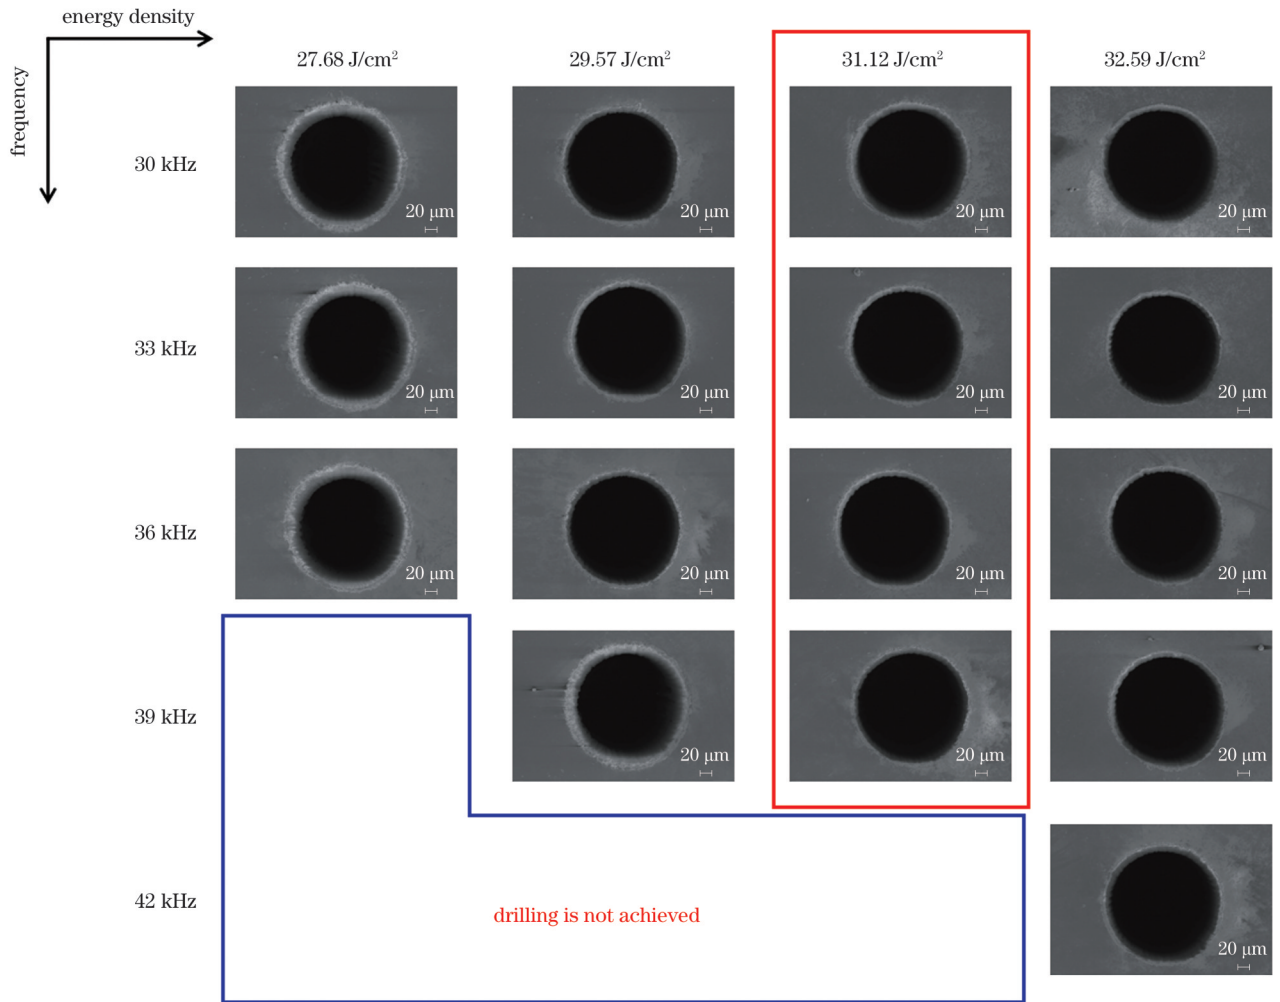 energy density
frequency
27.68 J/cm²
29.57 J/cm²
31.12 J/cm²
32.59 J/cm²
30 kHz
20 μm
20 μm
20 μm
20 μm
33 kHz
20 μm
20 μm
20 μm
20 μm
36 kHz
20 μm
20 μm
20 μm
20 μm
39 kHz
20 μm
20 μm
20 μm
42 kHz
drilling is not achieved
20 μm